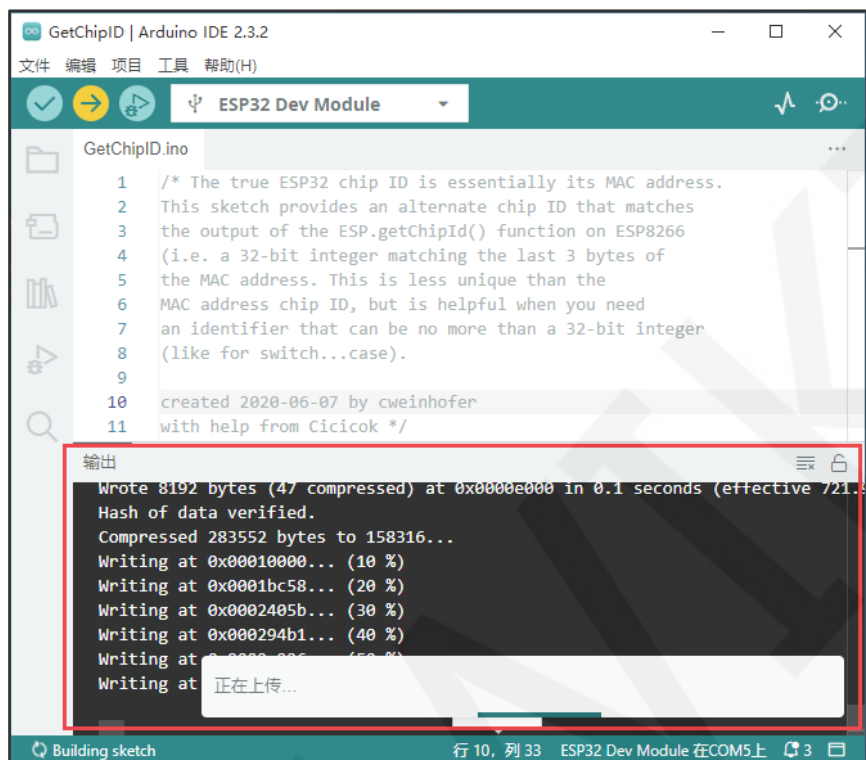 GetChipID | Arduino IDE 2.3.2
文件 编辑 项目 工具 帮助(H)
ESP32 Dev Module
GetChipID.ino
1 /* The true ESP32 chip ID is essentially its MAC address.
2 This sketch provides an alternate chip ID that matches
3 the output of the ESP.getChipId() function on ESP8266
4 (i.e. a 32-bit integer matching the last 3 bytes of
5 the MAC address. This is less unique than the
6 MAC address chip ID, but is helpful when you need
7 an identifier that can be no more than a 32-bit integer
8 (like for switch...case).
9
10 created 2020-06-07 by cweinhofer
11 with help from Cicicok */
输出
Wrote 8192 bytes (47 compressed) at 0x0000e000 in 0.1 seconds (effective 721.
Hash of data verified.
Compressed 283552 bytes to 158316...
Writing at 0x00010000... (10 %)
Writing at 0x0001bc58... (20 %)
Writing at 0x0002405b... (30 %)
Writing at 0x000294b1... (40 %)
Writing at
Writing at
正在上传...
Building sketch
行 10, 列 33 ESP32 Dev Module 在COM5上 3